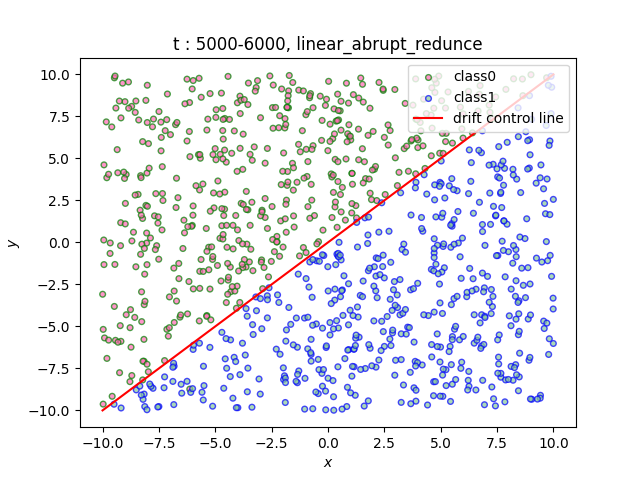 t : 5000-6000, linear_abrupt_redunce
class0
class1
drift control line
10.0
7.5
5.0
2.5
0.0
−2.5
−5.0
−7.5
−10.0
y
−10.0 −7.5 −5.0 −2.5 0.0 2.5 5.0 7.5 10.0
x